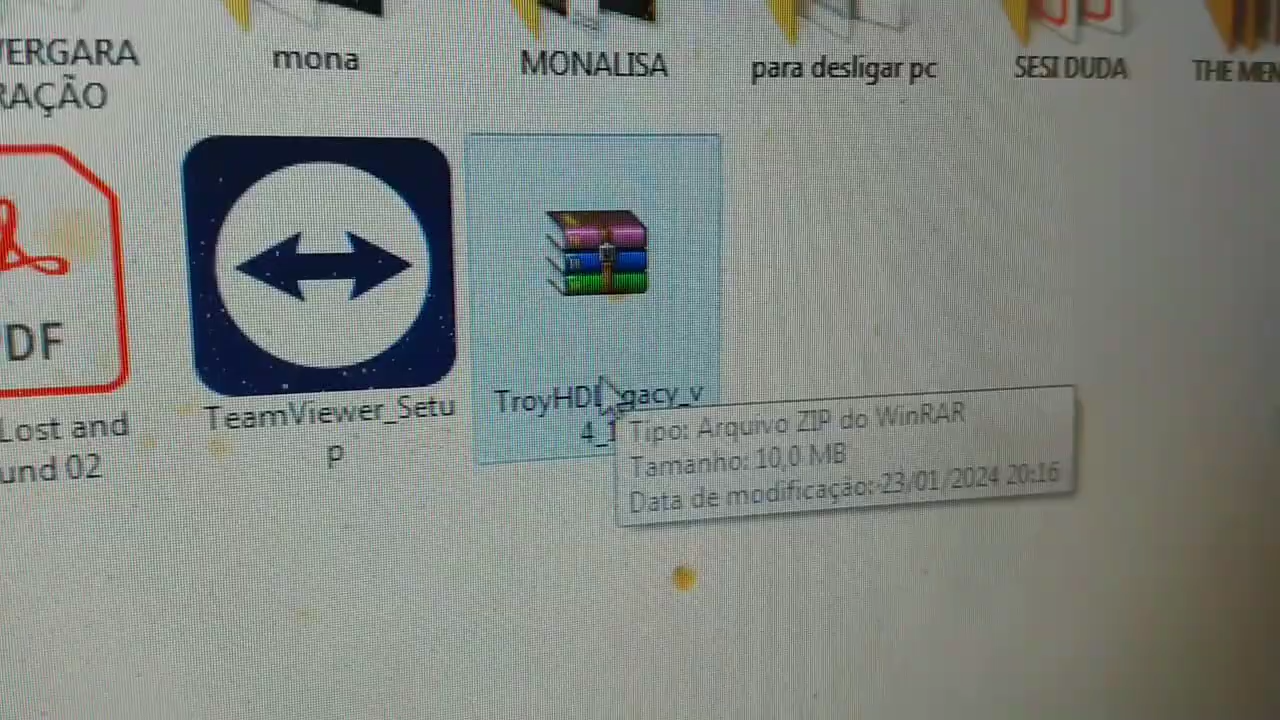 VERGARA
RAÇÃO
mona
MONALISA
para desligar pc
SESI DUDA
THE MEN
DF
Lost and
und 02
TeamViewer_Setu
p
TroyHD gacy_v
4_1
Tipo: Arquivo ZIP do WinRAR
Tamanho: 10,0 MB
Data de modificação: 23/01/2024 20:16